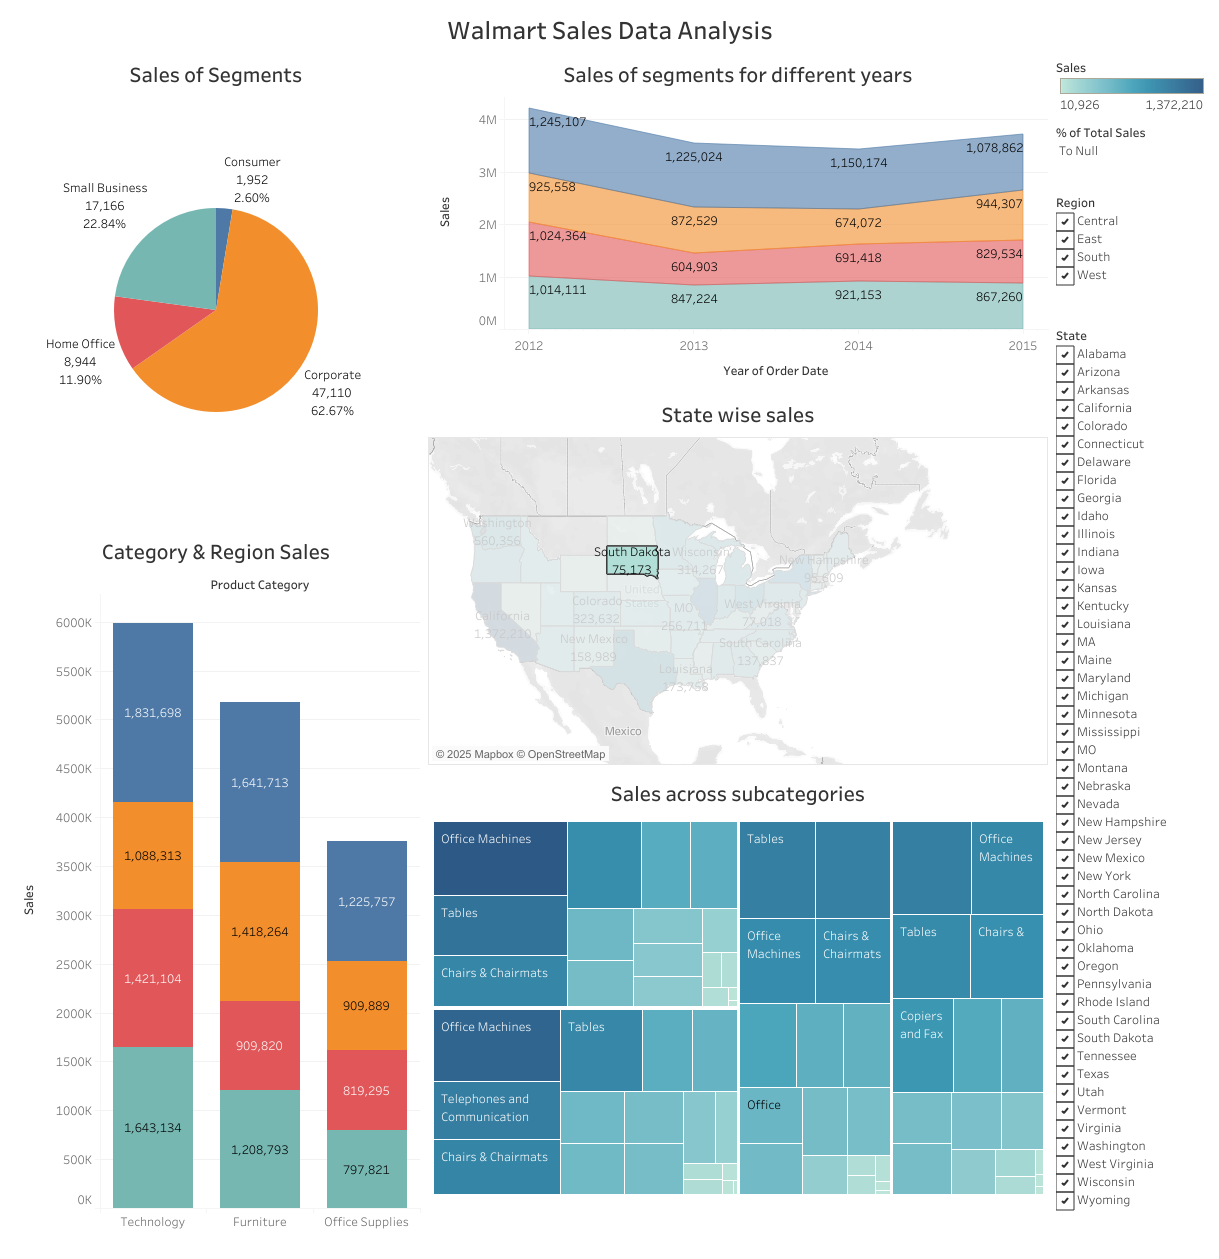 Walmart Sales Data Analysis
Sales of Segments
Consumer
1,952
2.60%
Small Business
17,166
22.84%
Home Office
8,944
11.90%
Corporate
47,110
62.67%
Sales of segments for different years
Sales
4M
3M
2M
1M
0M
1,245,107
1,225,024
1,150,174
1,078,862
925,558
872,529
674,072
944,307
1,024,364
604,903
691,418
829,534
1,014,111
847,224
921,153
867,260
2012
2013
2014
2015
Year of Order Date
State wise sales
Washington
560,356
South Dakota
75,173
Wisconsin
314,267
New Hampshire
95,809
United
States
Colorado
323,632
MO
256,711
West Virginia
77,018
California
1,372,210
New Mexico
158,989
South Carolina
137,837
Louisiana
173,755
Mexico
© 2025 Mapbox © OpenStreetMap
Category & Region Sales
Product Category
Sales
6000K
5500K
5000K
4500K
4000K
3500K
3000K
2500K
2000K
1500K
1000K
500K
0K
1,831,698
1,088,313
1,421,104
1,643,134
1,641,713
1,418,264
909,820
1,208,793
1,225,757
909,889
819,295
797,821
Technology
Furniture
Office Supplies
Sales across subcategories
Office Machines
Tables
Chairs & Chairmats
Office Machines
Telephones and
Communication
Chairs & Chairmats
Tables
Tables
Office
Machines
Chairs &
Chairmats
Office
Office
Machines
Tables
Chairs &
Copiers
and Fax
Sales
10,926
1,372,210
% of Total Sales
To Null
Region
Central
East
South
West
State
Alabama
Arizona
Arkansas
California
Colorado
Connecticut
Delaware
Florida
Georgia
Idaho
Illinois
Indiana
Iowa
Kansas
Kentucky
Louisiana
MA
Maine
Maryland
Michigan
Minnesota
Mississippi
MO
Montana
Nebraska
Nevada
New Hampshire
New Jersey
New Mexico
New York
North Carolina
North Dakota
Ohio
Oklahoma
Oregon
Pennsylvania
Rhode Island
South Carolina
South Dakota
Tennessee
Texas
Utah
Vermont
Virginia
Washington
West Virginia
Wisconsin
Wyoming